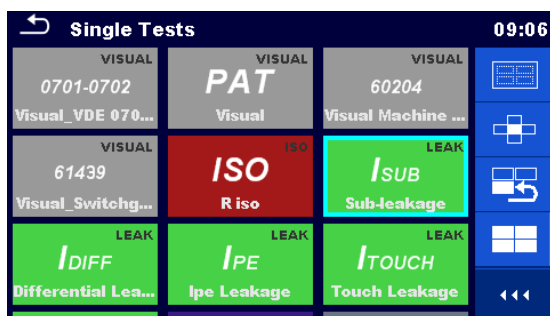 Single Tests
09:06
VISUAL
0701-0702
Visual_VDE 070...
VISUAL
PAT
Visual
VISUAL
60204
Visual Machine ...
VISUAL
61439
Visual_Switchg...
ISO
ISO
R iso
LEAK
ISUB
Sub-leakage
LEAK
IDIFF
Differential Lea...
LEAK
IPE
Ipe Leakage
LEAK
ITOUCH
Touch Leakage